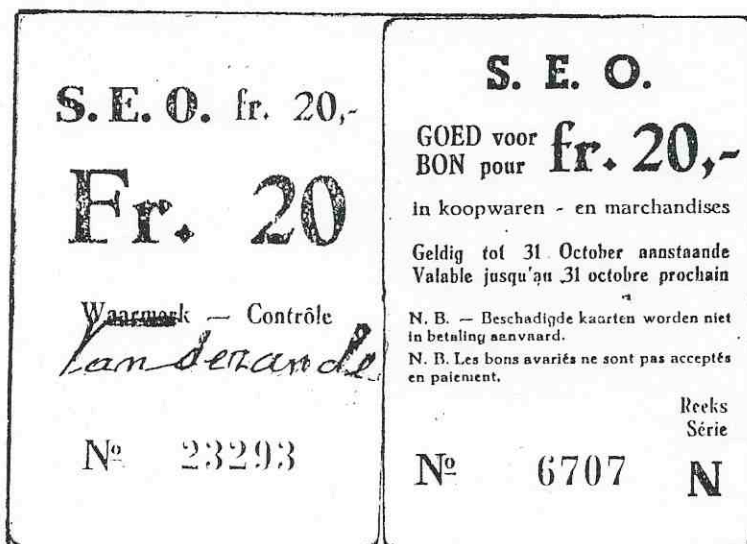 S. E. O. fr. 20,-
Fr. 20
Waarmerk — Contrôle
Vanderande
Nº 23293
S. E. O.
GOED voor
BON pour fr. 20,-
in koopwaren - en marchandises
Geldig tot 31 October aanstaande
Valable jusqu'au 31 octobre prochain
N. B. — Beschadigde kaarten worden niet
in betaling aanvaard.
N. B. Les bons avariés ne sont pas acceptés
en paiement.
Reeks
Série
Nº 6707 N